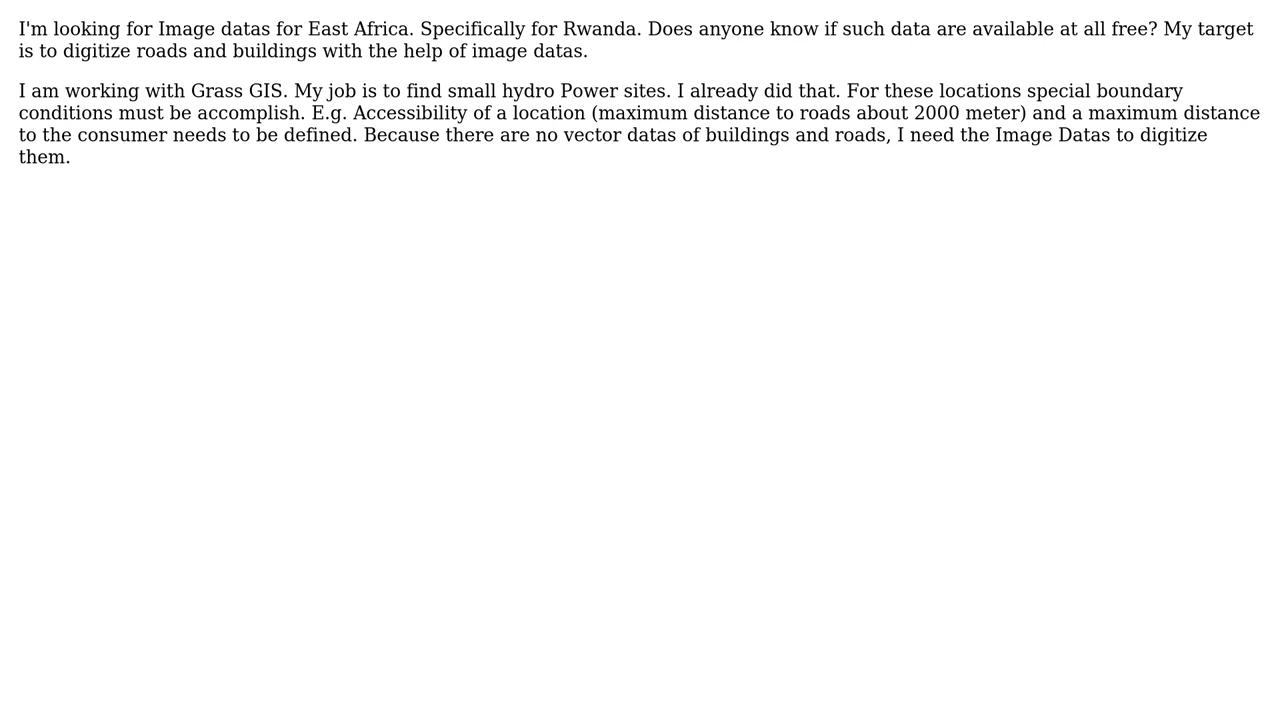 I'm looking for Image datas for East Africa. Specifically for Rwanda. Does anyone know if such data are available at all free? My target
is to digitize roads and buildings with the help of image datas.
I am working with Grass GIS. My job is to find small hydro Power sites. I already did that. For these locations special boundary
conditions must be accomplish. E.g. Accessibility of a location (maximum distance to roads about 2000 meter) and a maximum distance
to the consumer needs to be defined. Because there are no vector datas of buildings and roads, I need the Image Datas to digitize
them.